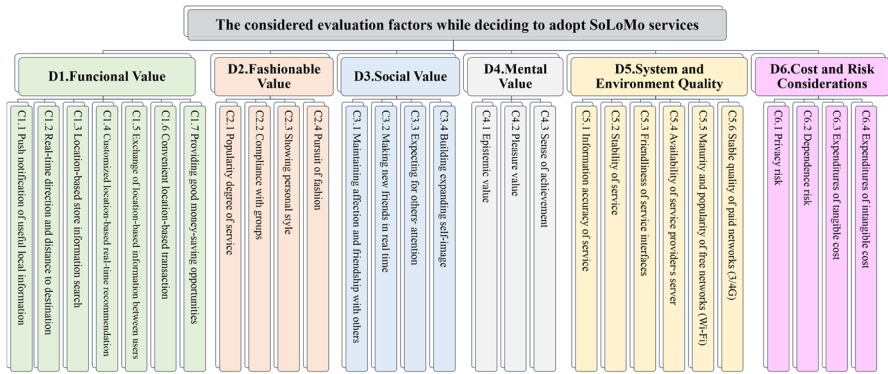 The considered evaluation factors while deciding to adopt SoLoMo services
D1.Funcional Value
D2.Fashionable
Value
D3.Social Value
D4.Mental
Value
D5.System and
Environment Quality
D6.Cost and Risk
Considerations
C1.1 Push notification of useful local information
C1.2 Real-time direction and distance to destination
C1.3 Location-based store information search
C1.4 Customized location-based real-time recommendation
C1.5 Exchange of location-based information between users
C1.6 Convenient location-based transaction
C1.7 Providing good money-saving opportunities
C2.1 Popularity degree of service
C2.2 Compliance with groups
C2.3 Showing personal style
C2.4 Pursuit of fashion
C3.1 Maintaining affection and friendship with others
C3.2 Making new friends in real time
C3.3 Expecting for others' attention
C3.4 Building expanding self-image
C4.1 Epistemic value
C4.2 Pleasure value
C4.3 Sense of achievement
C5.1 Information accuracy of service
C5.2 Stability of service
C5.3 Friendliness of service interfaces
C5.4 Availability of service provider's server
C5.5 Maturity and popularity of free networks (Wi-Fi)
C5.6 Stable quality of paid networks (3/4G)
C6.1 Privacy risk
C6.2 Dependence risk
C6.3 Expenditures of tangible cost
C6.4 Expenditures of intangible cost